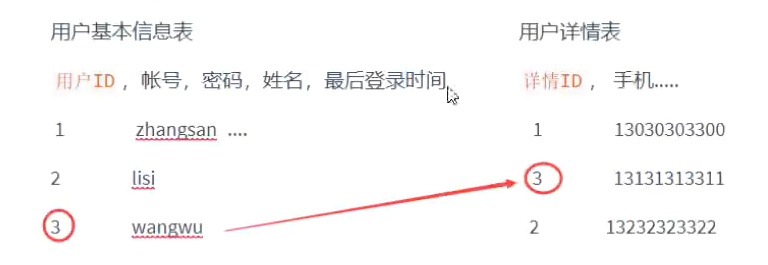 用户基本信息表
用户ID，帐号，密码，姓名，最后登录时间
1 zhangsan ....
2 lisi
3 wangwu
用户详情表
详情ID， 手机.....
1 13030303300
3 13131313311
2 13232323322